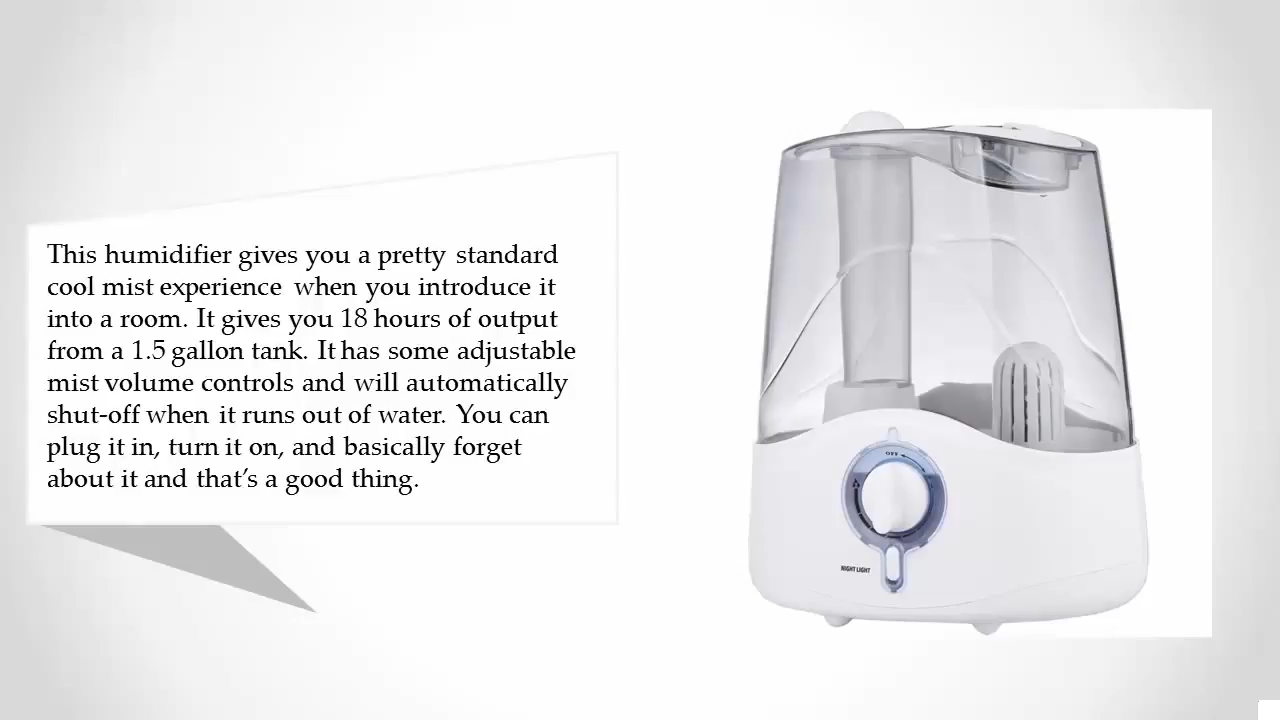 This humidifier gives you a pretty standard
cool mist experience when you introduce it
into a room. It gives you 18 hours of output
from a 1.5 gallon tank. It has some adjustable
mist volume controls and will automatically
shut-off when it runs out of water. You can
plug it in, turn it on, and basically forget
about it and that's a good thing.
OFF
NIGHT LIGHT